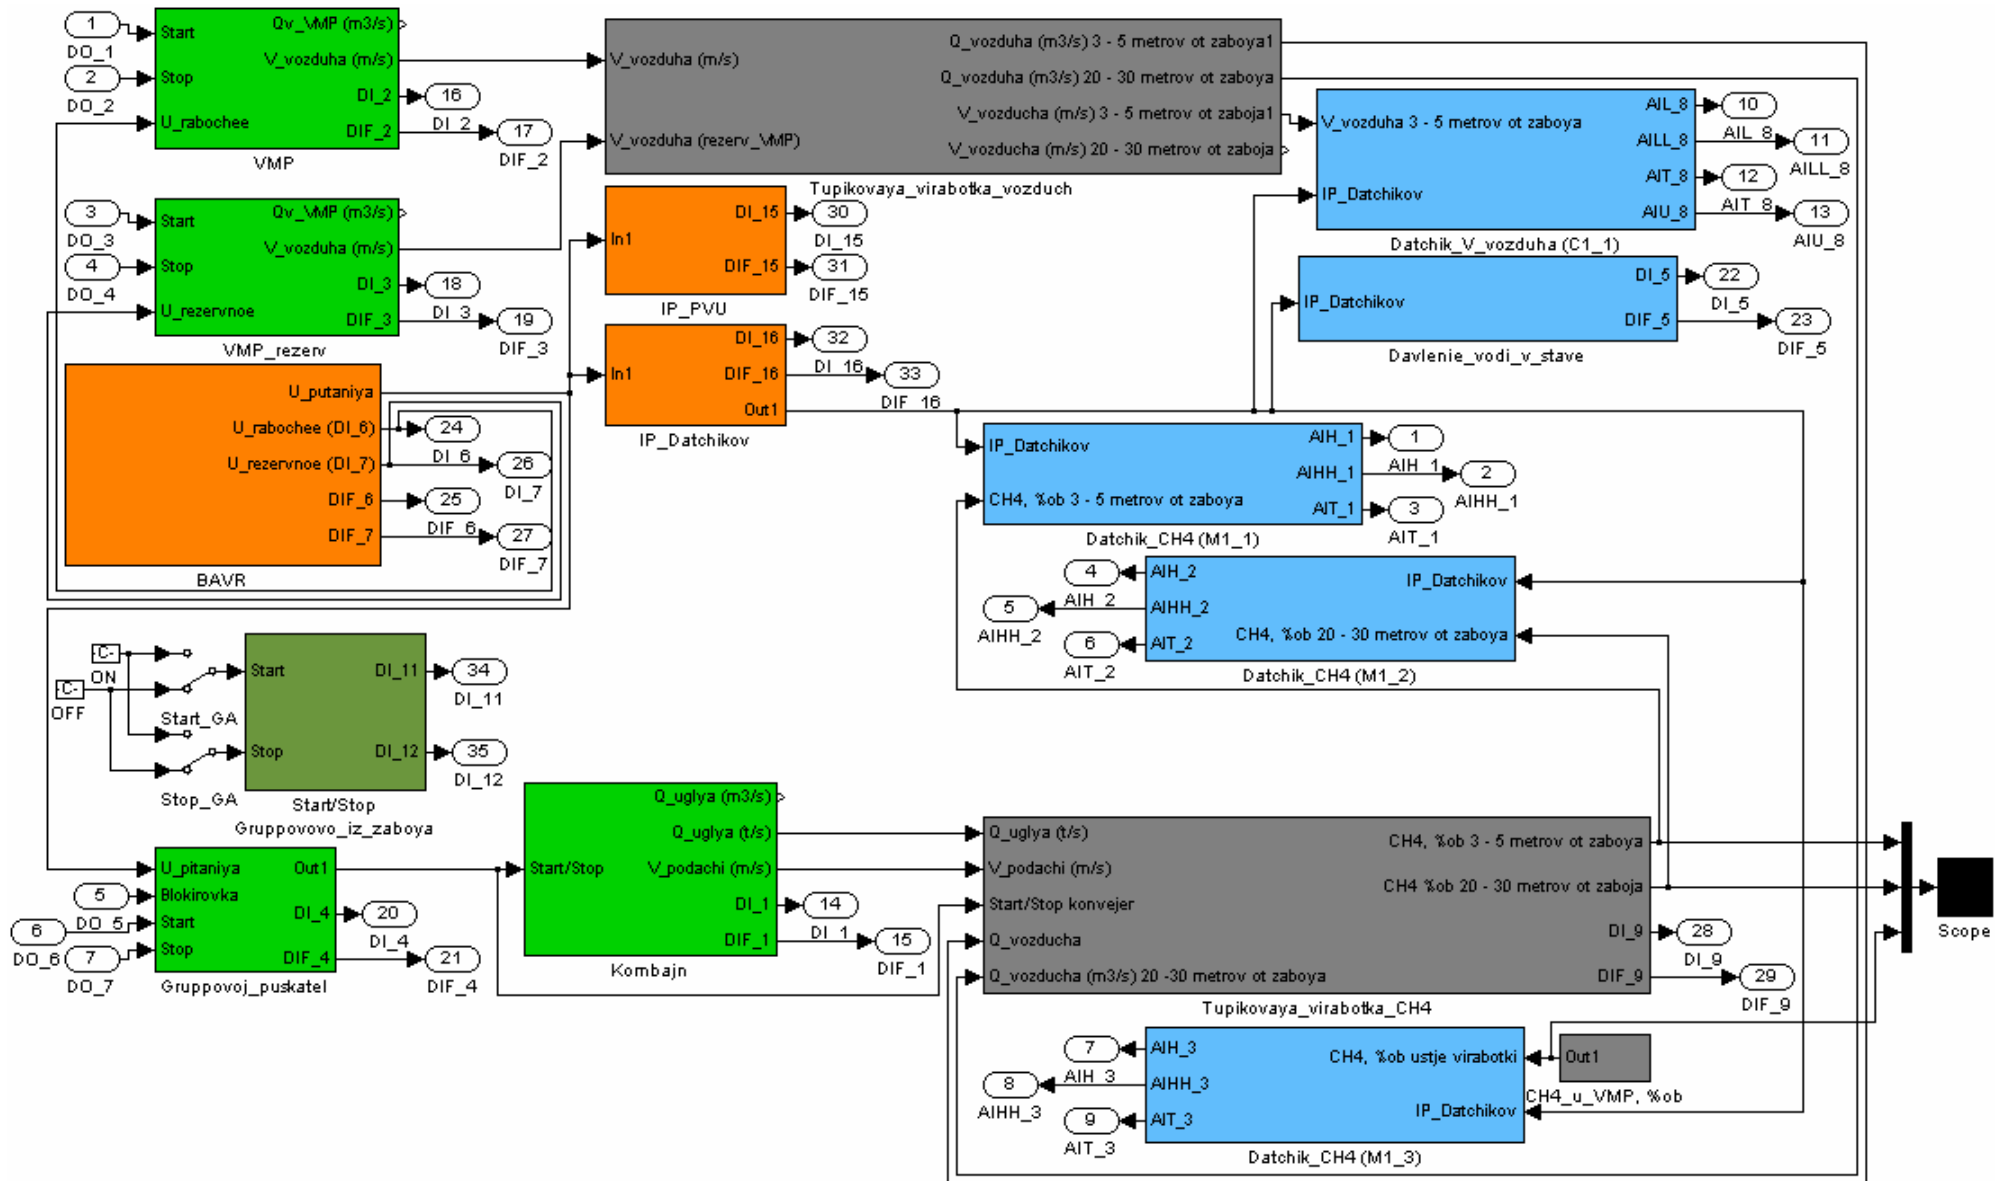 1
DO_1
2
DO_2
Start
Stop
U_rabochee
Qv_VMP (m3/s)
V_vozduha (m/s)
DI_2
DIF_2
VMP
16
DI_2
17
DIF_2
3
DO_3
4
DO_4
Start
Stop
U_rezervnoe
Qv_VMP (m3/s)
V_vozduha (m/s)
DI_3
DIF_3
VMP_rezerv
18
DI_3
19
DIF_3
U_putaniya
U_rabochee (DI_6)
U_rezervnoe (DI_7)
DIF_6
DIF_7
BAVR
24
DI_6
26
DI_7
25
DIF_6
27
DIF_7
V_vozduha (m/s)
V_vozduha (rezerv_VMP)
Q_vozduha (m3/s) 3 - 5 metrov ot zaboya1
Q_vozduha (m3/s) 20 - 30 metrov ot zaboya
V_vozducha (m/s) 3 - 5 metrov ot zaboja1
V_vozducha (m/s) 20 - 30 metrov ot zaboja
Tupikovaya_virabotka_vozduch
In1
DI_15
DIF_15
IP_PVU
30
DI_15
31
DIF_15
In1
DI_16
DIF_16
Out1
IP_Datchikov
32
DI_16
33
DIF_16
V_vozduha 3 - 5 metrov ot zaboya
IP_Datchikov
AIL_8
AILL_8
AIT_8
AIU_8
Datchik_V_vozduha (C1_1)
10
AIL_8
11
AILL_8
12
AIT_8
13
AIU_8
IP_Datchikov
DI_5
DIF_5
Davlenie_vodi_v_stave
22
DI_5
23
DIF_5
IP_Datchikov
CH4, %ob 3 - 5 metrov ot zaboya
AIH_1
AIHH_1
AIT_1
Datchik_CH4 (M1_1)
1
AIH_1
2
AIHH_1
3
AIT_1
4
AIH_2
5
AIHH_2
6
AIT_2
AIH_2
AIHH_2
AIT_2
IP_Datchikov
CH4, %ob 20 - 30 metrov ot zaboya
Datchik_CH4 (M1_2)
-C-
ON
-C-
OFF
Start_GA
Stop_GA
Start
Stop
DI_11
DI_12
Start/Stop
Gruppovovo_iz_zaboya
34
DI_11
35
DI_12
5
DO_5
6
DO_6
7
DO_7
U_pitaniya
Blokirovka
Start
Stop
Out1
DI_4
DIF_4
Gruppovoj_puskatel
20
DI_4
21
DIF_4
Start/Stop
Q_uglya (m3/s)
Q_uglya (t/s)
V_podachi (m/s)
DI_1
DIF_1
Kombajn
14
DI_1
15
DIF_1
Q_uglya (t/s)
V_podachi (m/s)
Start/Stop konvejer
Q_vozducha
Q_vozducha (m3/s) 20 -30 metrov ot zaboya
CH4, %ob 3 - 5 metrov ot zaboya
CH4 %ob 20 - 30 metrov ot zaboja
DI_9
DIF_9
Tupikovaya_virabotka_CH4
28
DI_9
29
DIF_9
Scope
7
AIH_3
8
AIHH_3
9
AIT_3
AIH_3
AIHH_3
AIT_3
CH4, %ob ustje virabotki
IP_Datchikov
Datchik_CH4 (M1_3)
Out1
CH4_u_VMP, %ob